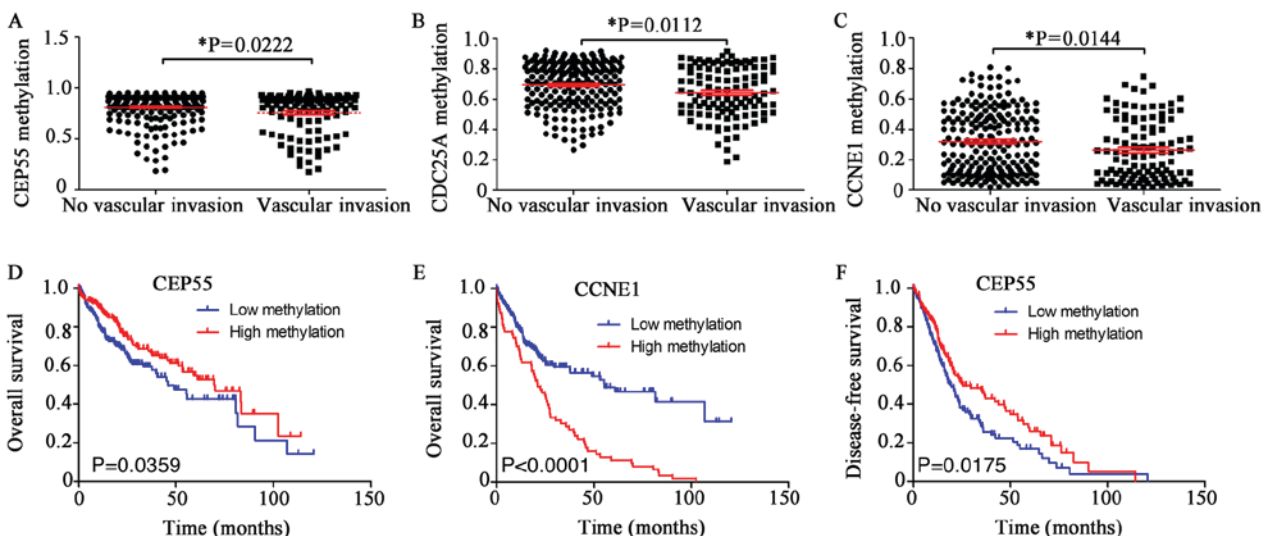 A
CEP55 methylation
1.5
1.0
0.5
0
*P=0.0222
No vascular invasion
Vascular invasion
B
CDC25A methylation
1.0
0.8
0.6
0.4
0.2
0
*P=0.0112
No vascular invasion
Vascular invasion
C
CCNE1 methylation
1.0
0.8
0.6
0.4
0.2
0
*P=0.0144
No vascular invasion
Vascular invasion
D
CEP55
Overall survival
1.0
0.8
0.6
0.4
0.2
0
Low methylation
High methylation
P=0.0359
50
100
150
Time (months)
E
CCNE1
Overall survival
1.0
0.8
0.6
0.4
0.2
0
Low methylation
High methylation
P<0.0001
0
50
100
150
Time (months)
F
CEP55
Disease-free survival
1.0
0.8
0.6
0.4
0.2
0
Low methylation
High methylation
P=0.0175
0
50
100
150
Time (months)